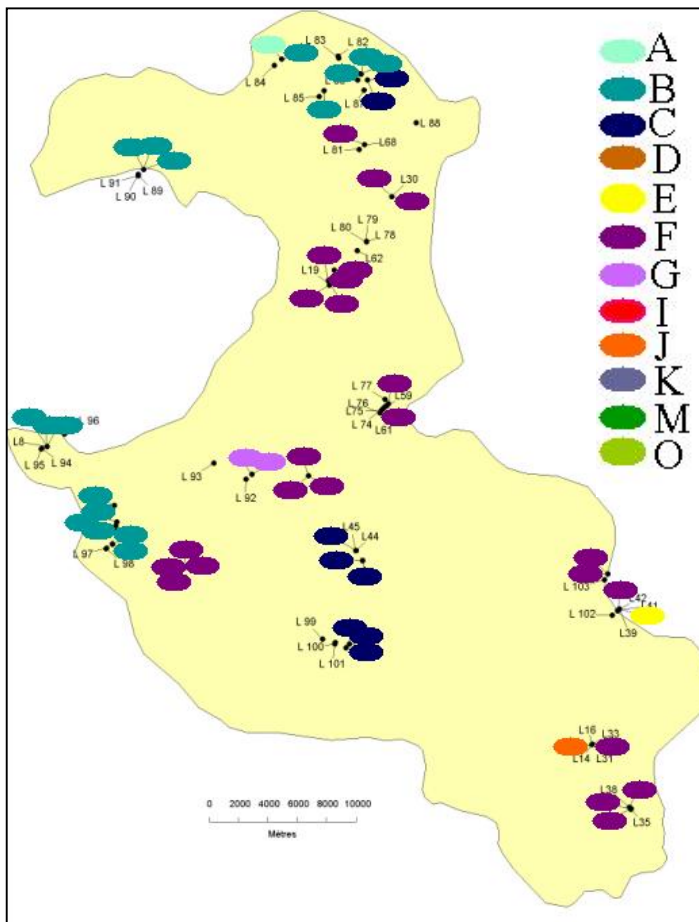 L 83
L 82
L 84
L 85
L 88
L 81
L68
L 91
L 90
L 89
L30
L 79
L 80
L 78
L62
L19
L 77
L59
L 76
L75
L 74
L61
L 96
L8
L 95
L 94
L 93
L 92
L 97
L 98
L45
L44
L 99
L 100
L 101
L 103
L42
L41
L 102
L39
L16
L33
L14
L31
L38
L35
0 2000 4000 6000 8000 10000
Mètres
A
B
C
D
E
F
G
I
J
K
M
O